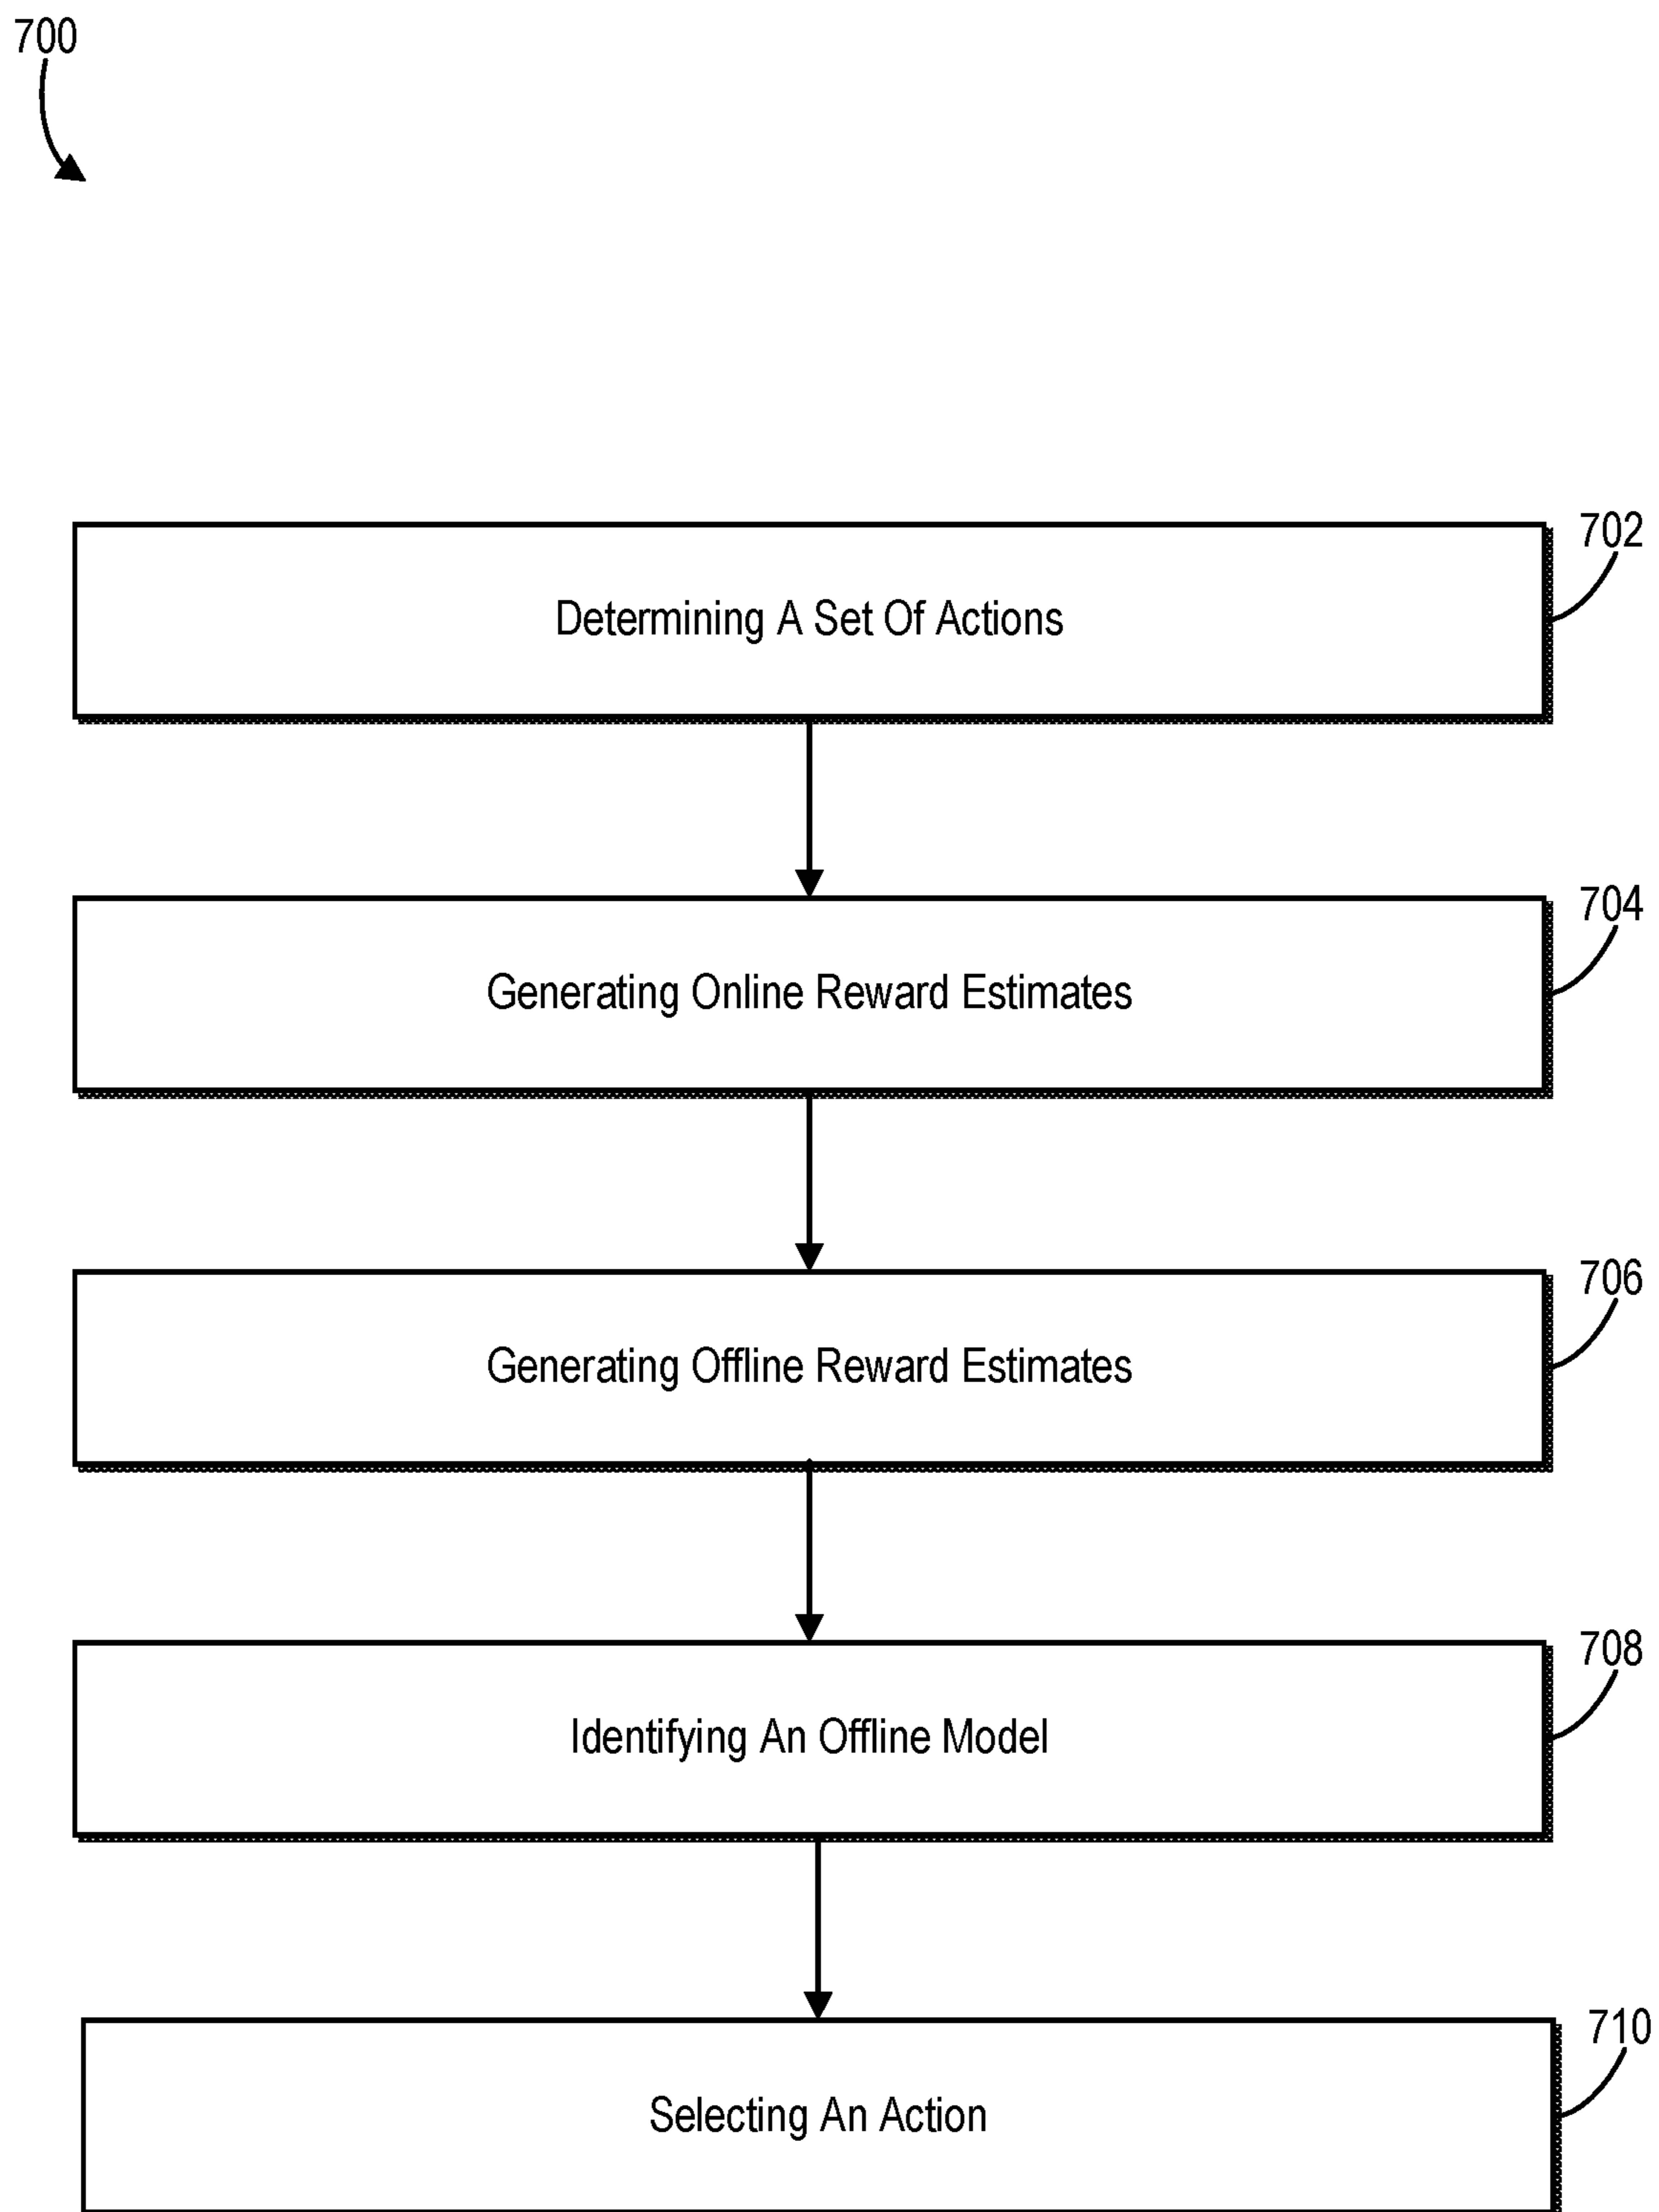 700
702
Determining A Set Of Actions
704
Generating Online Reward Estimates
706
Generating Offline Reward Estimates
708
Identifying An Offline Model
710
Selecting An Action